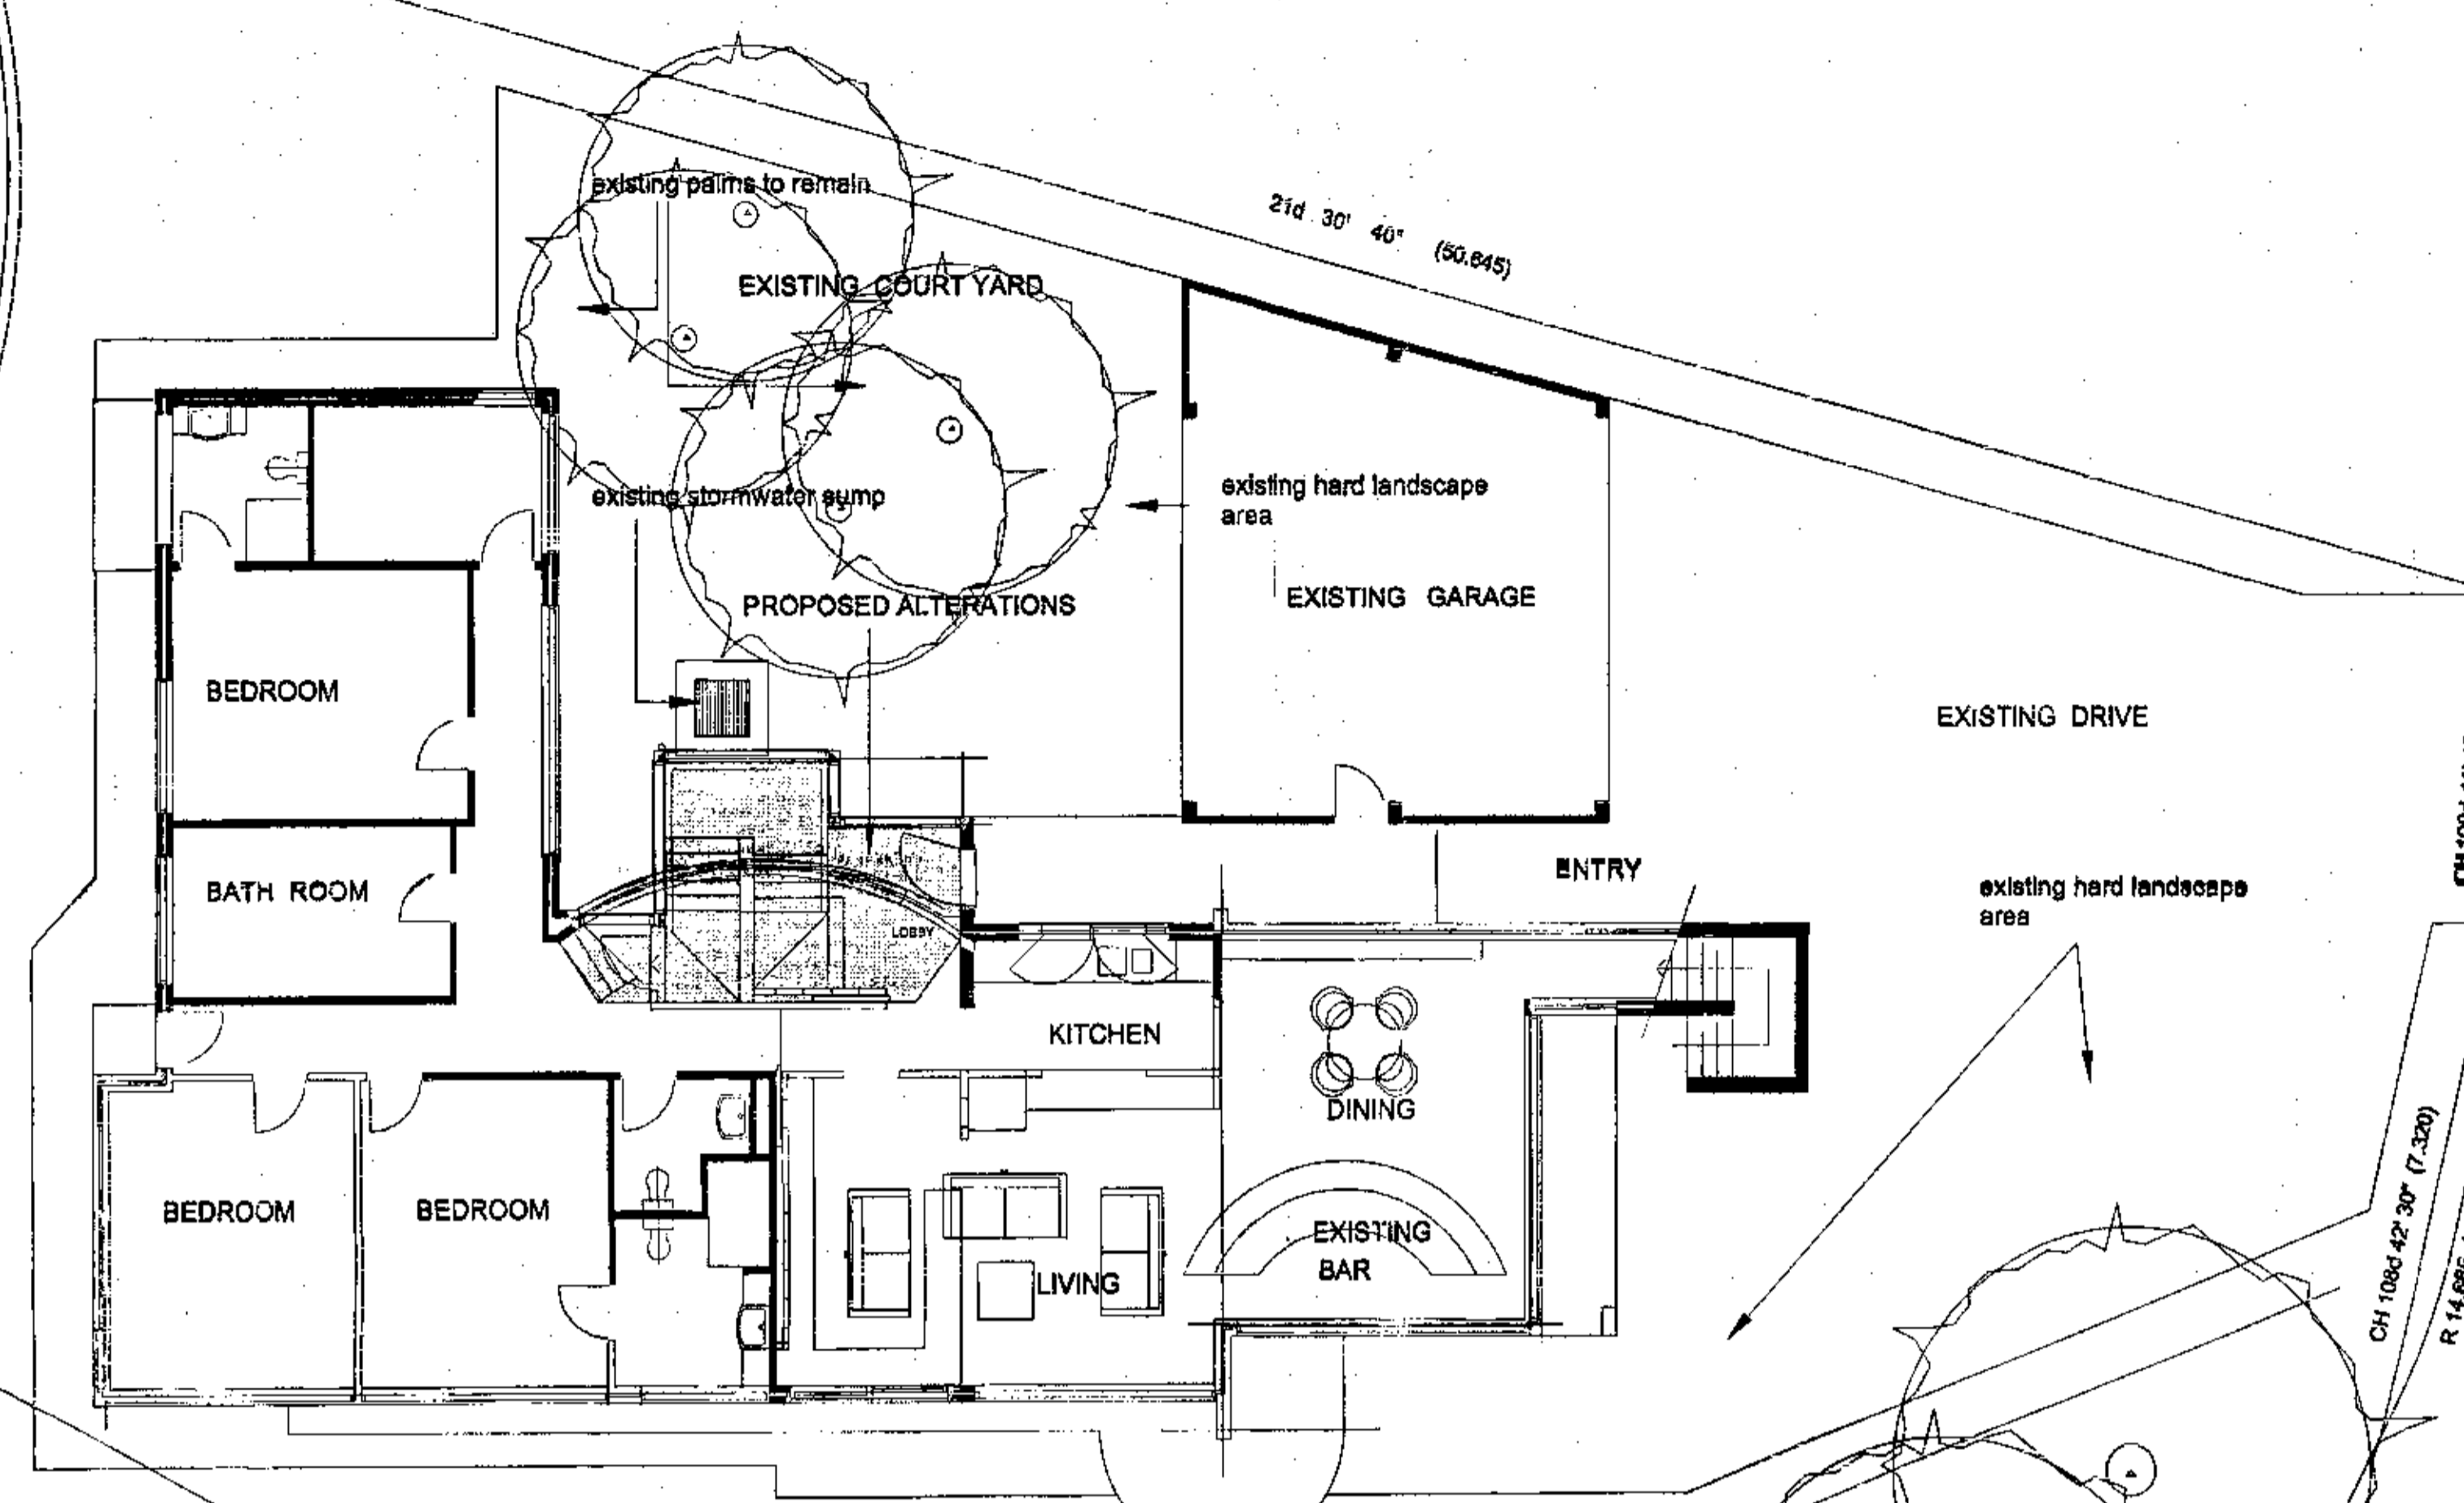 21d 30' 40" (50.645)
existing palms to remain
EXISTING COURT YARD
existing stormwater sump
existing hard landscape
area
EXISTING GARAGE
PROPOSED ALTERATIONS
BEDROOM
EXISTING DRIVE
ENTRY
existing hard landscape
area
BATH ROOM
LOBBY
KITCHEN
DINING
BEDROOM
BEDROOM
EXISTING
BAR
LIVING
CH 108d 42' 30" (7.320)